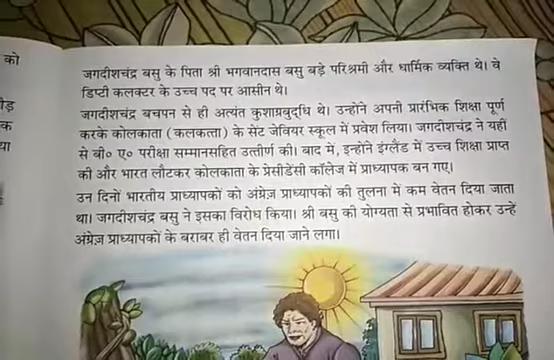 को
जगदीशचंद्र बसु के पिता श्री भगवानदास बसु बड़े परिश्रमी और धार्मिक व्यक्ति थे। वे
डिप्टी कलक्टर के उच्च पद पर आसीन थे।
जगदीशचंद्र बचपन से ही अत्यंत कुशाग्रबुद्धि थे। उन्होंने अपनी प्रारंभिक शिक्षा पूर्ण
करके कोलकाता (कलकत्ता) के सेंट जेवियर स्कूल में प्रवेश लिया। जगदीशचंद्र ने यहीं
से बी० ए० परीक्षा सम्मानसहित उत्तीर्ण की। बाद में, इन्होंने इंग्लैंड में उच्च शिक्षा प्राप्त
की और भारत लौटकर कोलकाता के प्रेसीडेंसी कॉलेज में प्राध्यापक बन गए।
उन दिनों भारतीय प्राध्यापकों को अंग्रेज़ प्राध्यापकों की तुलना में कम वेतन दिया जाता
था। जगदीशचंद्र बसु ने इसका विरोध किया। श्री बसु की योग्यता से प्रभावित होकर उन्हें
अंग्रेज़ प्राध्यापकों के बराबर ही वेतन दिया जाने लगा।